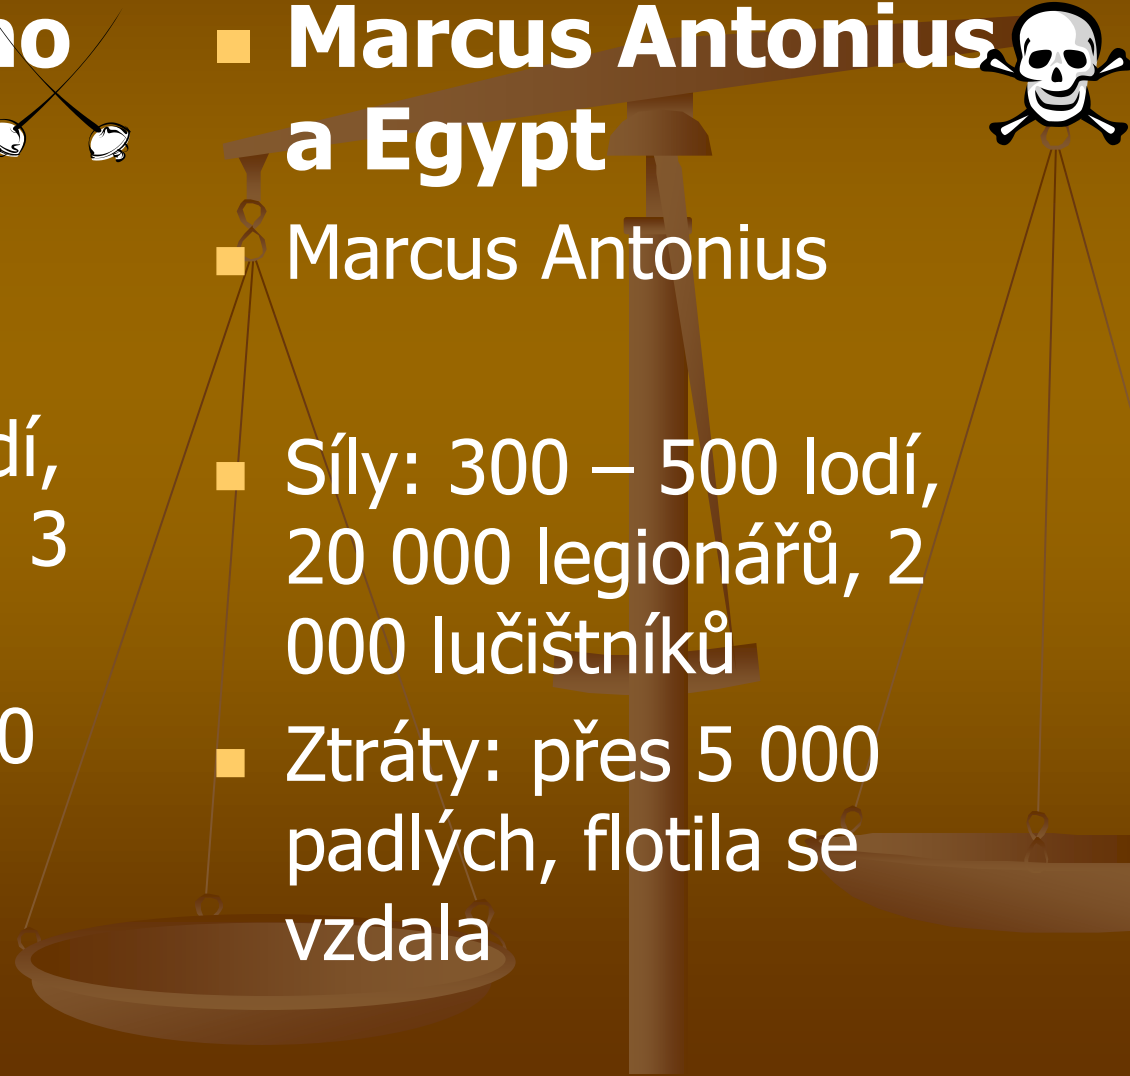 Marcus Antonius
a Egypt
Marcus Antonius
Síly: 300 – 500 lodí,
20 000 legionářů, 2
000 lučištníků
Ztráty: přes 5 000
padlých, flotila se
vzdala
3